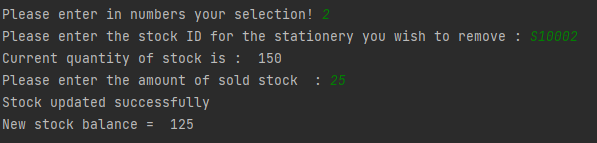 Please enter in numbers your selection! 2
Please enter the stock ID for the stationery you wish to remove : S10002
Current quantity of stock is :  150
Please enter the amount of sold stock  : 25
Stock updated successfully
New stock balance =  125